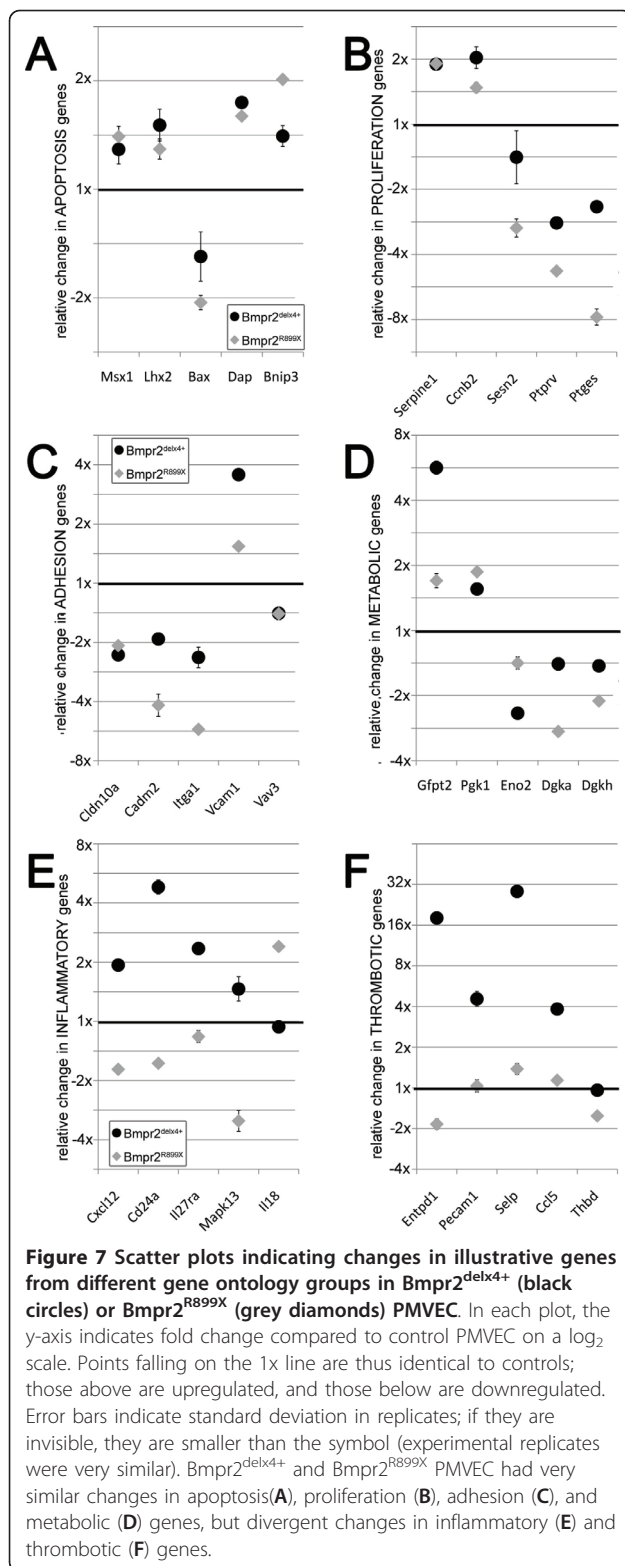 A
relative change in APOPTOSIS genes
2x
1x
-2x
Bmpr2delx4+
Bmpr2R899X
Msx1 Lhx2 Bax Dap Bnip3
B
relative change in PROLIFERATION genes
2x
1x
-2x
-4x
-8x
Serpine1 Ccnb2 Sesn2 Ptprv Ptges
C
relative change in ADHESION genes
Bmpr2delx4+
Bmpr2R899X
4x
2x
1x
-2x
-4x
-8x
Cldn10a Cadm2 Itga1 Vcam1 Vav3
D
relative change in METABOLIC genes
8x
4x
2x
1x
-2x
-4x
Gfpt2 Pgk1 Eno2 Dgka Dgkh
E
relative change in INFLAMMATORY genes
8x
4x
2x
1x
-2x
-4x
Bmpr2delx4+
Bmpr2R899X
Cxcl12 Cd24a Il27ra Mapk13 Il18
F
relative change in THROMBOTIC genes
32x
16x
8x
4x
2x
1x
-2x
-4x
Entpd1 Pecam1 Selp Ccl5 Thbd
Figure 7 Scatter plots indicating changes in illustrative genes
from different gene ontology groups in Bmpr2delx4+ (black
circles) or Bmpr2R899X (grey diamonds) PMVEC. In each plot, the
y-axis indicates fold change compared to control PMVEC on a log2
scale. Points falling on the 1x line are thus identical to controls;
those above are upregulated, and those below are downregulated.
Error bars indicate standard deviation in replicates; if they are
invisible, they are smaller than the symbol (experimental replicates
were very similar). Bmpr2delx4+ and Bmpr2R899X PMVEC had very
similar changes in apoptosis(A), proliferation (B), adhesion (C), and
metabolic (D) genes, but divergent changes in inflammatory (E) and
thrombotic (F) genes.